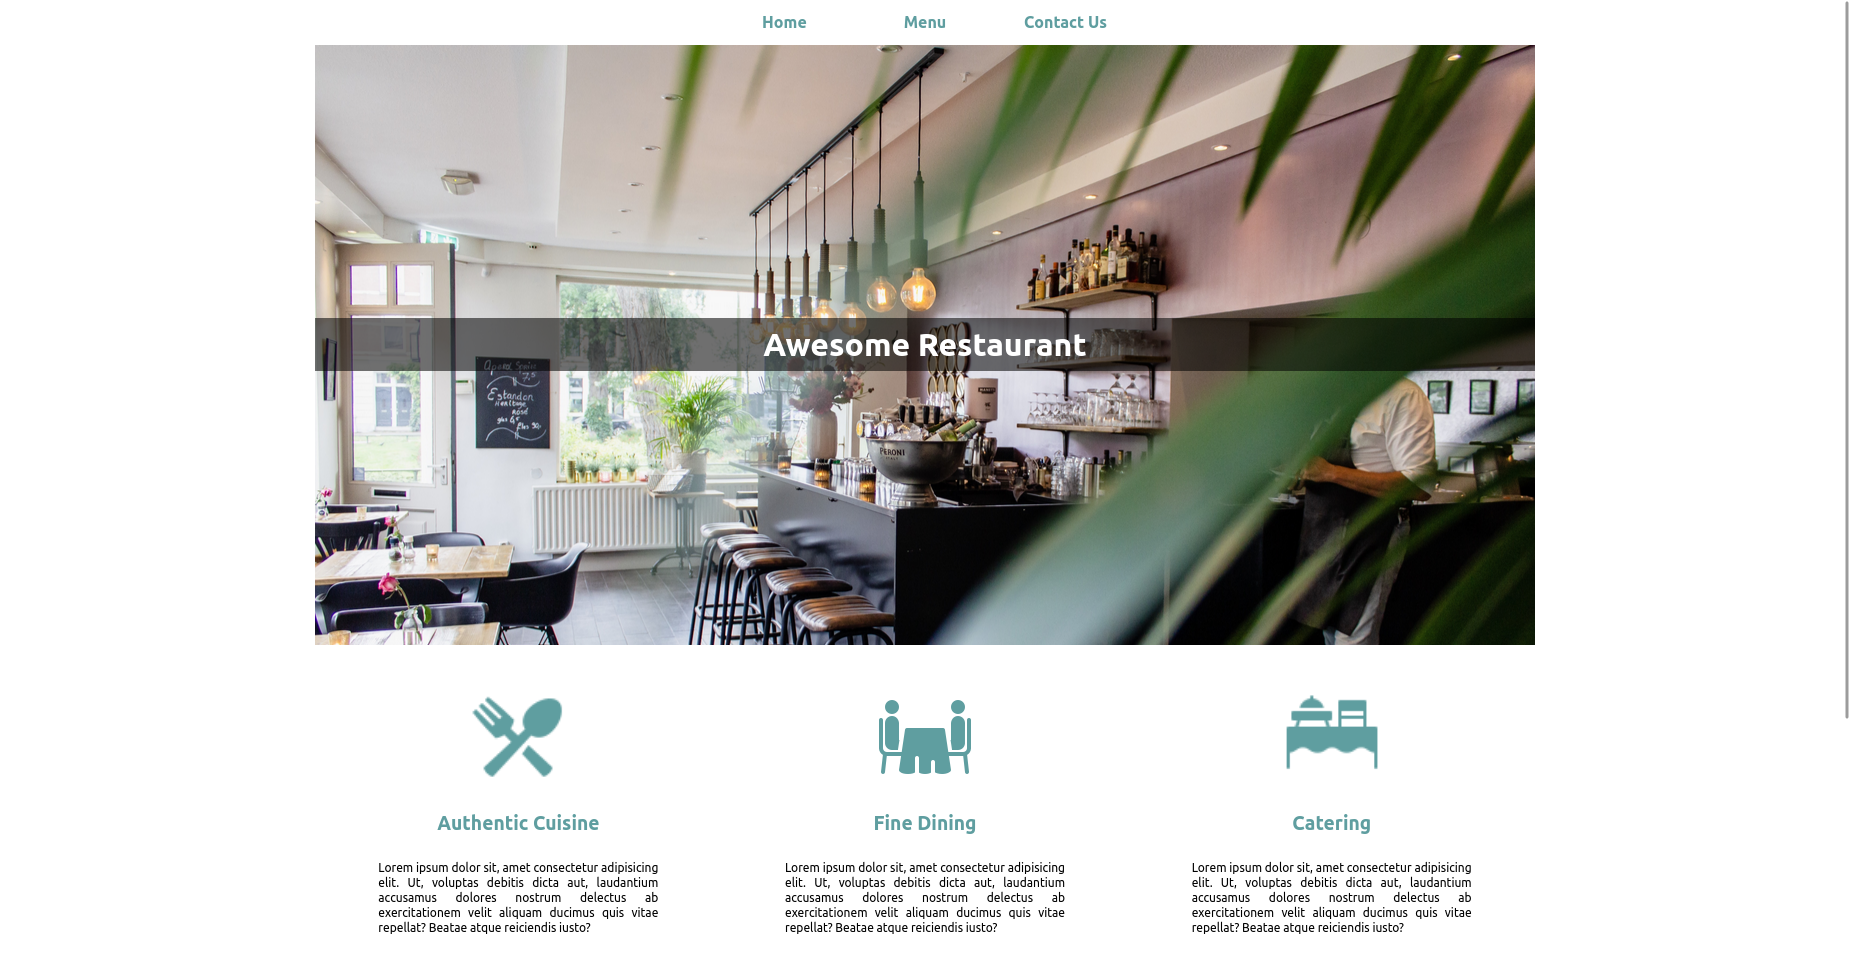 Home Menu Contact Us
Awesome Restaurant
Estandon
Heritage
Rosé
PERONI
Authentic Cuisine
Fine Dining
Catering
Lorem ipsum dolor sit, amet consectetur adipisicing
elit. Ut, voluptas debitis dicta aut, laudantium
accusamus dolores nostrum delectus ab
exercitationem velit aliquam ducimus quis vitae
repellat? Beatae atque reiciendis iusto?
Lorem ipsum dolor sit, amet consectetur adipisicing
elit. Ut, voluptas debitis dicta aut, laudantium
accusamus dolores nostrum delectus ab
exercitationem velit aliquam ducimus quis vitae
repellat? Beatae atque reiciendis iusto?
Lorem ipsum dolor sit, amet consectetur adipisicing
elit. Ut, voluptas debitis dicta aut, laudantium
accusamus dolores nostrum delectus ab
exercitationem velit aliquam ducimus quis vitae
repellat? Beatae atque reiciendis iusto?